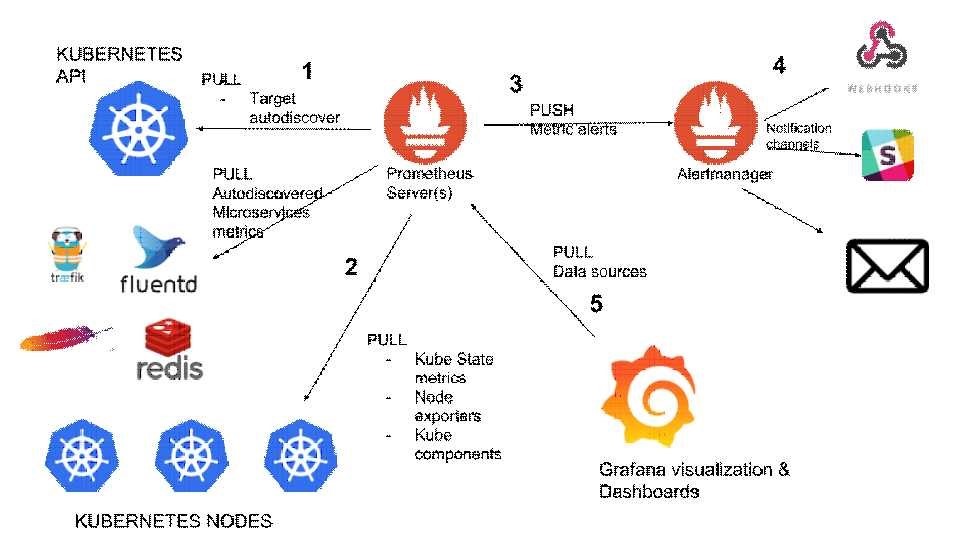 KUBERNETES
API
PULL
- Target
autodiscover
1
3
PUSH
Metric alerts
4
WEBHOOKS
Notification
channels
S
Prometheus
Server(s)
Alertmanager
PULL
Autodiscovered
Microservices
metrics
træfik
fluentd
2
PULL
Data sources
5
redis
PULL
- Kube State
metrics
- Node
exporters
- Kube
components
Grafana visualization &
Dashboards
KUBERNETES NODES